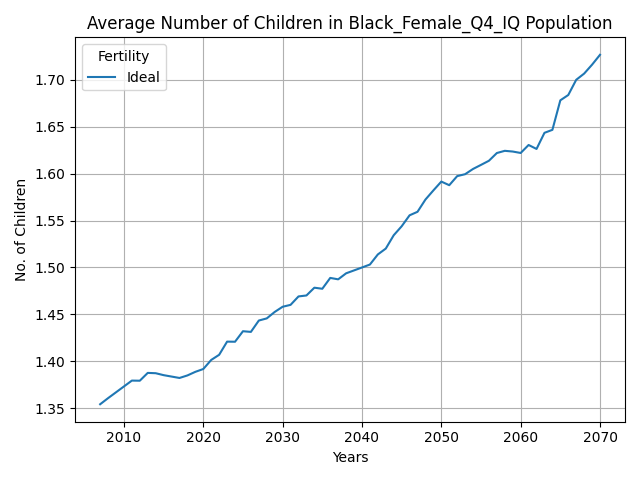 Average Number of Children in Black_Female_Q4_IQ Population
Fertility
Ideal
No. of Children
1.70
1.65
1.60
1.55
1.50
1.45
1.40
1.35
2010 2020 2030 2040 2050 2060 2070
Years